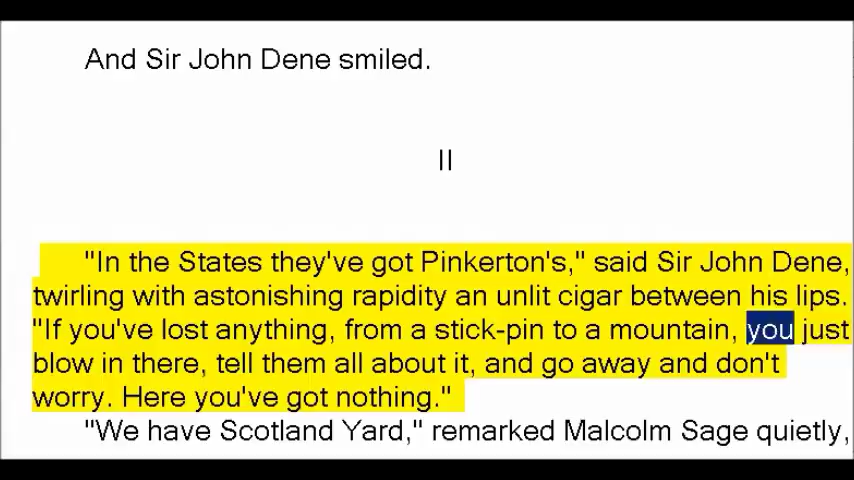 And Sir John Dene smiled.
II
"In the States they've got Pinkerton's," said Sir John Dene,
twirling with astonishing rapidity an unlit cigar between his lips.
"If you've lost anything, from a stick-pin to a mountain, you just
blow in there, tell them all about it, and go away and don't
worry. Here you've got nothing."
"We have Scotland Yard," remarked Malcolm Sage quietly,